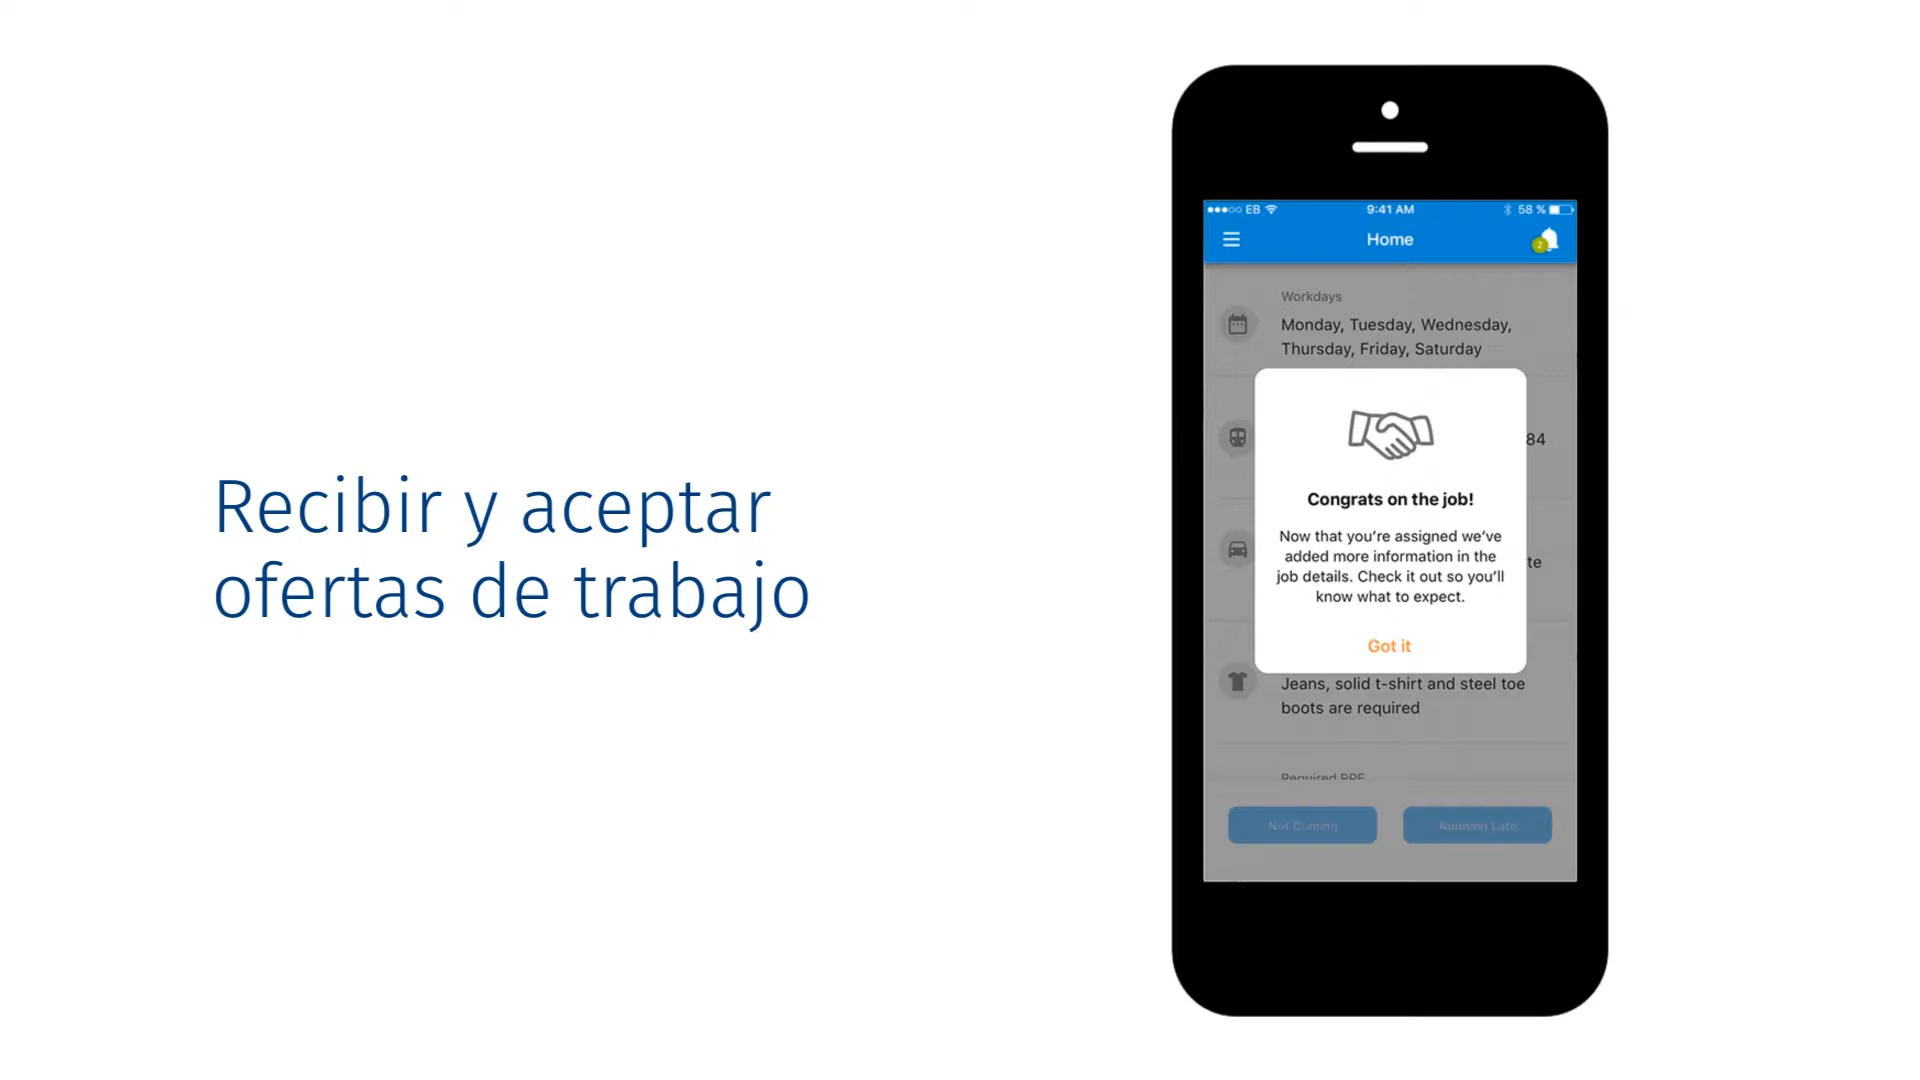 Recibir y aceptar
ofertas de trabajo
EB 9:41 AM 58 %
Home
2
Workdays
Monday, Tuesday, Wednesday,
Thursday, Friday, Saturday
84
Congrats on the job!
Now that you're assigned we've
added more information in the
job details. Check it out so you'll
know what to expect.
te
Got it
Jeans, solid t-shirt and steel toe
boots are required
Required PPE
Not Coming Running Late